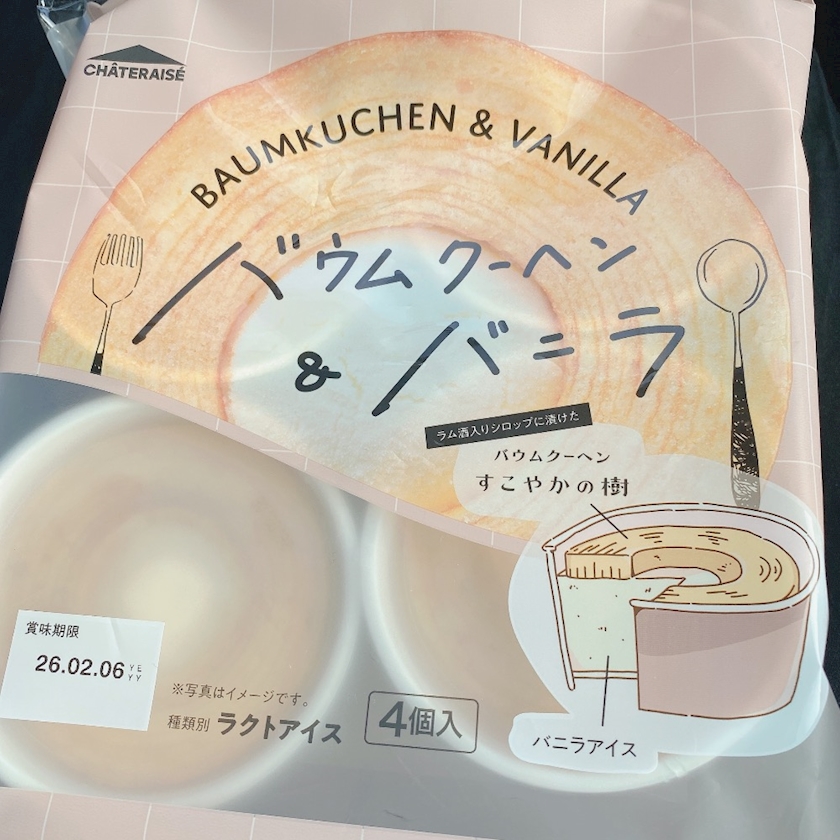 CHÂTERAISÉ
BAUMKUCHEN & VANILLA
バウムクーヘン
& バニラ
ラム酒入りシロップに漬けた
バウムクーヘン
すこやかの樹
賞味期限
26.02.06
※写真はイメージです。
種類別 ラクトアイス
4個入
バニラアイス